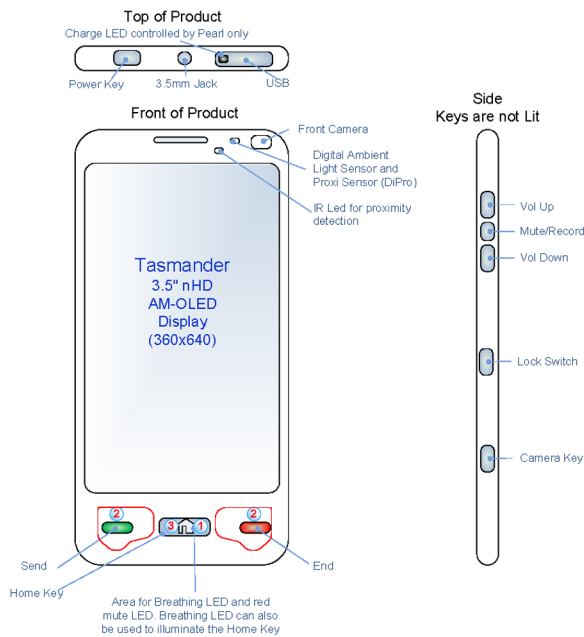 Top of Product
Charge LED controlled by Pearl only
Power Key
3.5mm Jack
USB
Front of Product
Front Camera
Digital Ambient
Light Sensor and
Proxi Sensor (DiPro)
IR Led for proximity
detection
Tasmander
3.5" nHD
AM-OLED
Display
(360x640)
2
3
1
2
Send
End
Home Key
Area for Breathing LED and red
mute LED. Breathing LED can also
be used to illuminate the Home Key
Side
Keys are not Lit
Vol Up
Mute/Record
Vol Down
Lock Switch
Camera Key